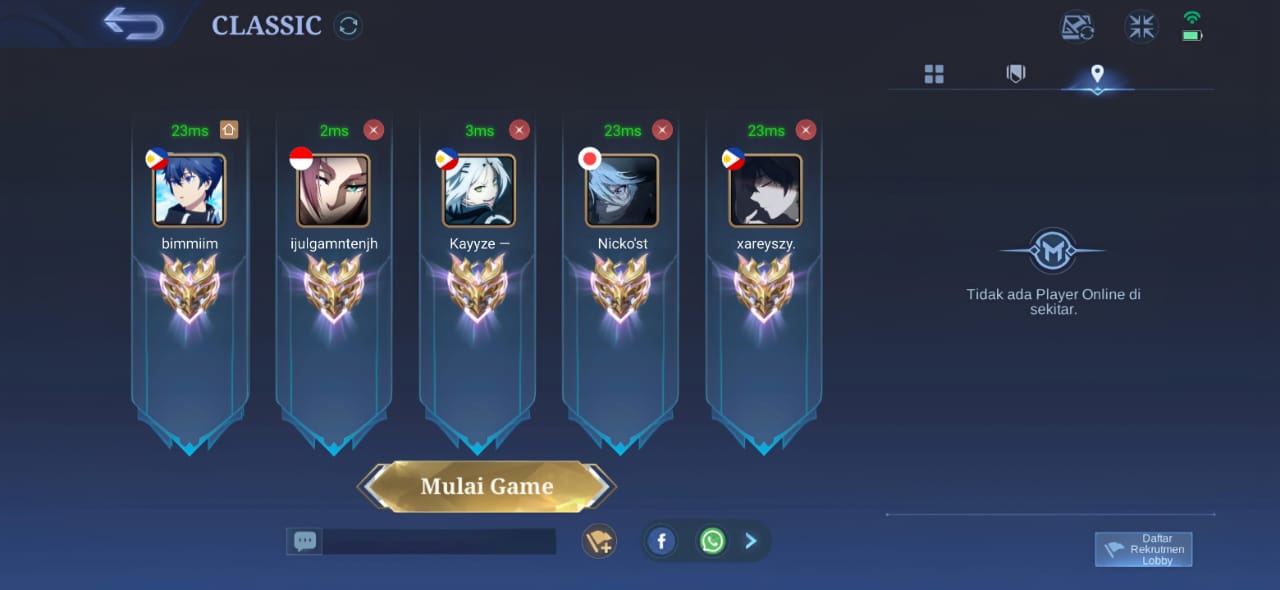 CLASSIC
23ms
2ms
3ms
23ms
23ms
bimmiim
ijulgamntenjh
Kayyze —
Nicko'st
xareyszy.
Tidak ada Player Online di
sekitar.
Mulai Game
Daftar
Rekrutmen
Lobby